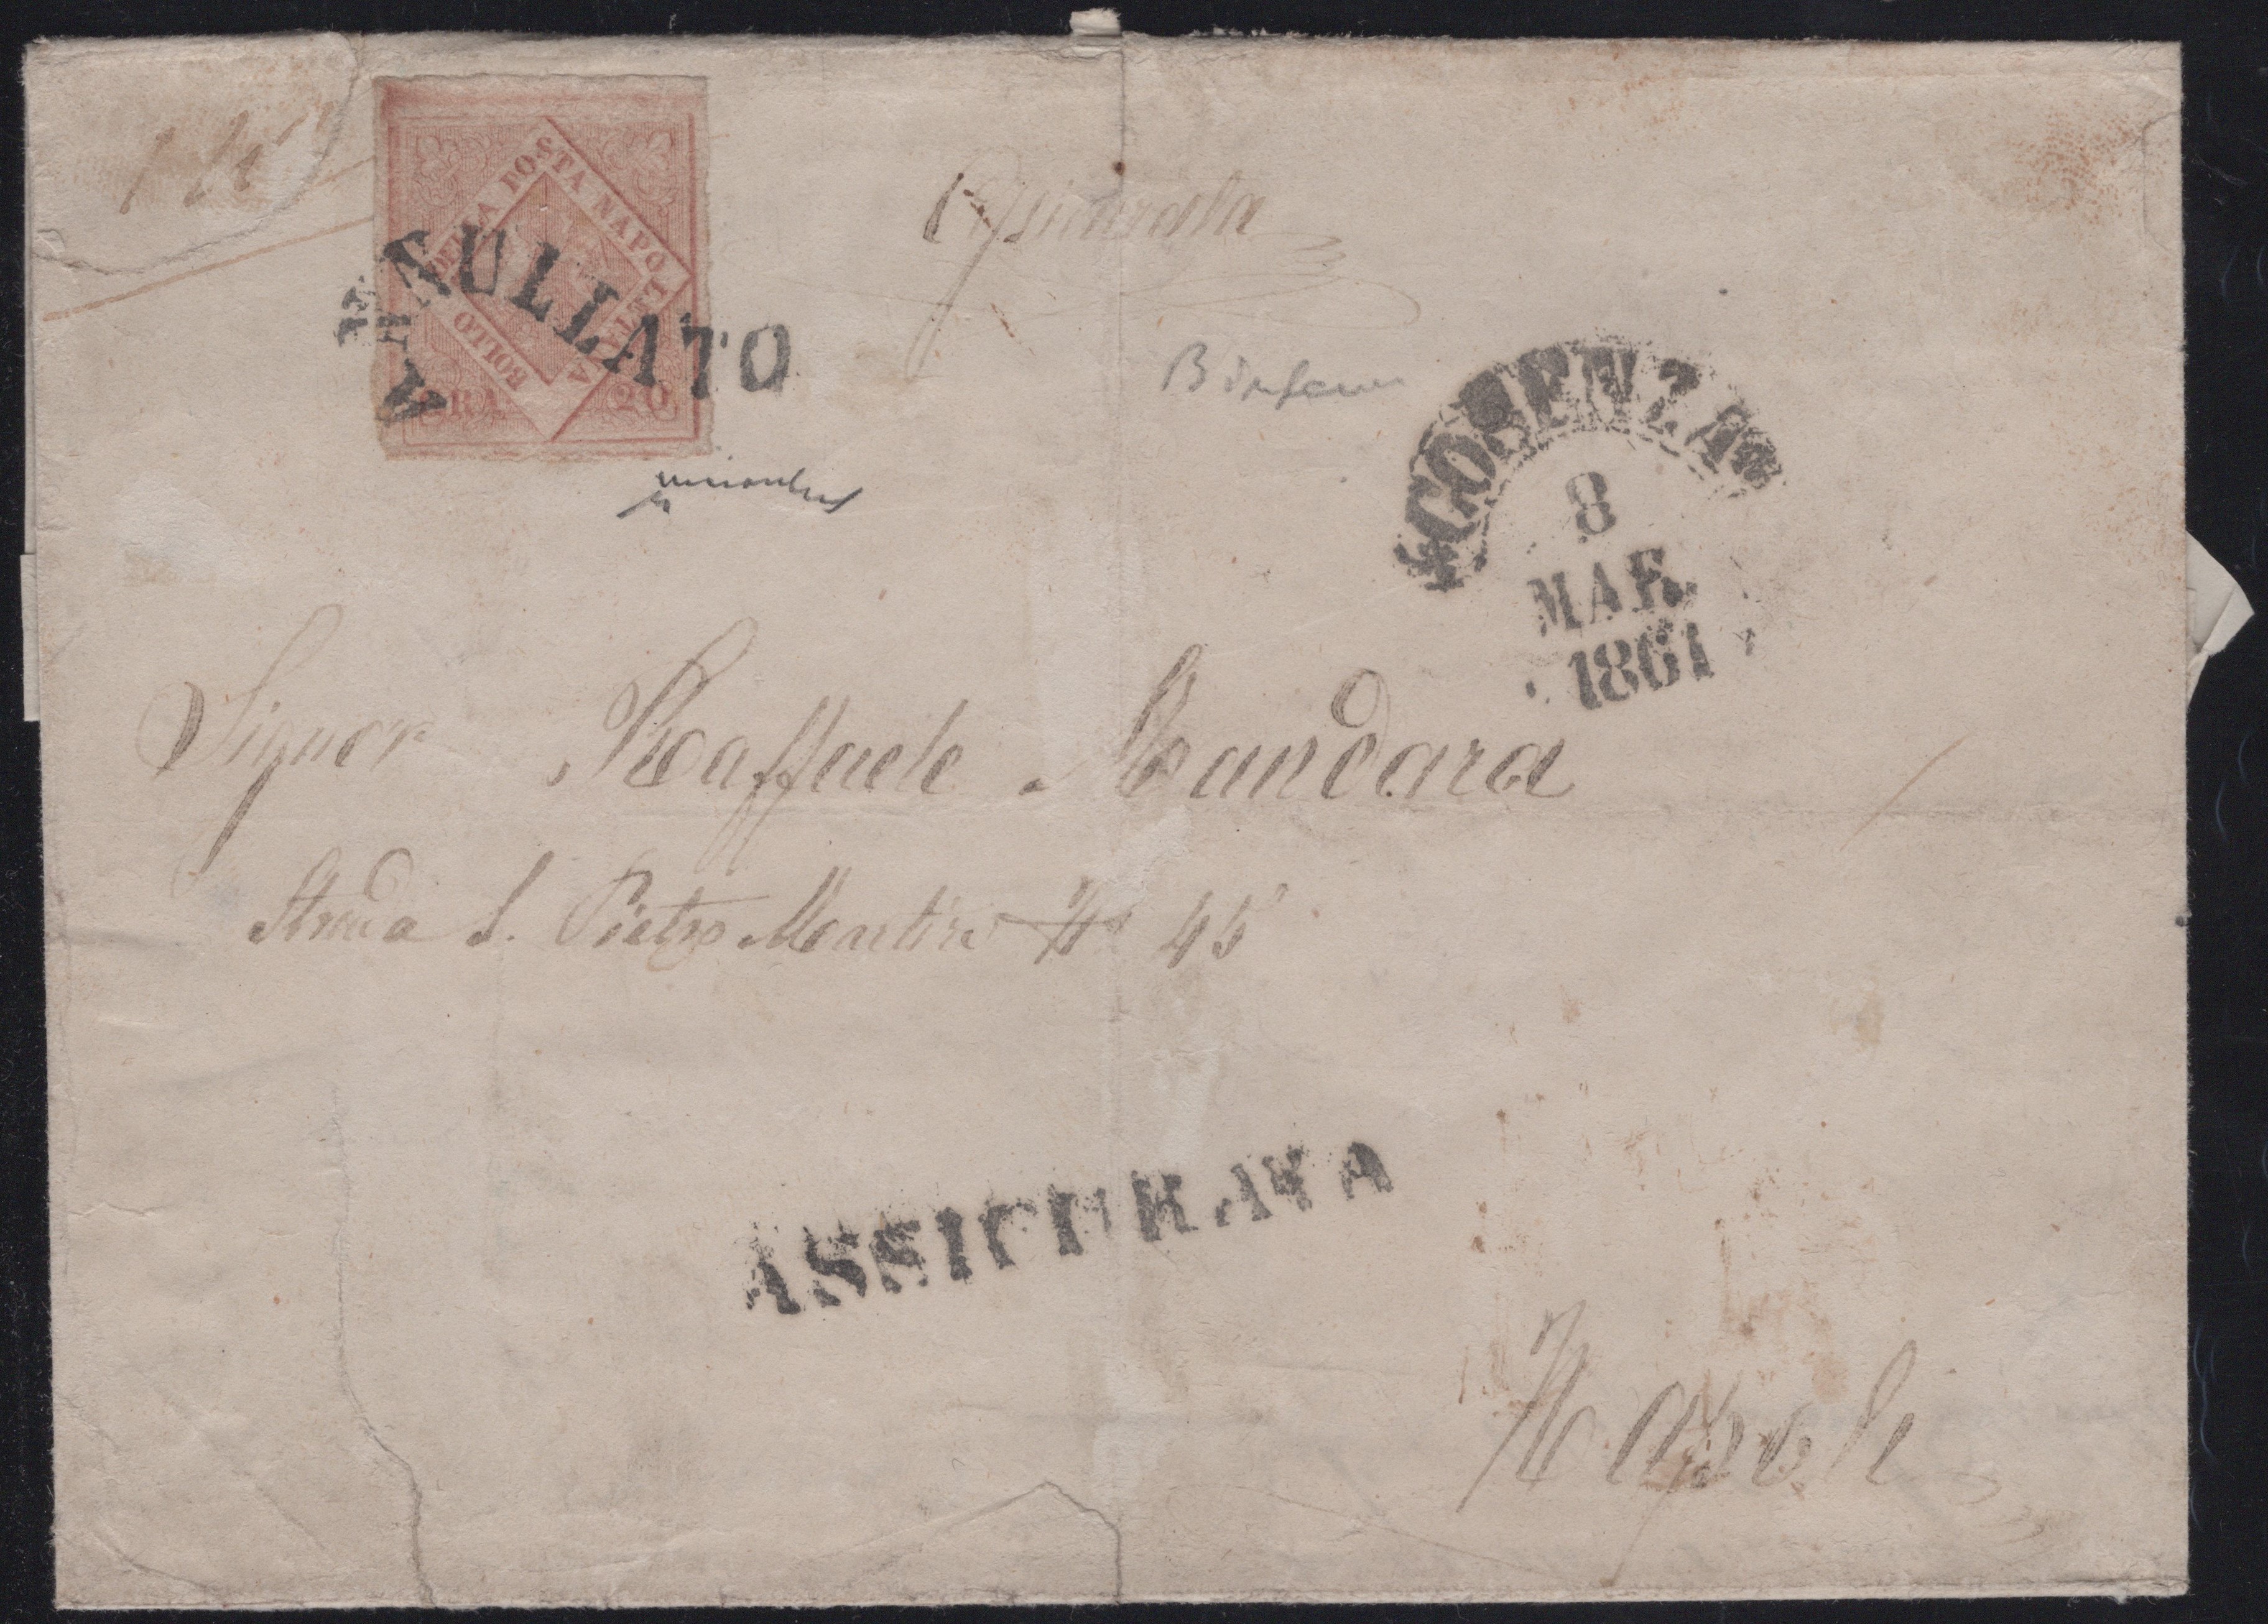 BOLLO DELLA POSTA NAPOLETANA
GRA. 20
ANNULLATO
Assicurata
COSENZA
8
MAR.
1861
Signor Raffaele Mandara
Strada S. Pietro Martire N° 45
ASSICURATA
Napoli